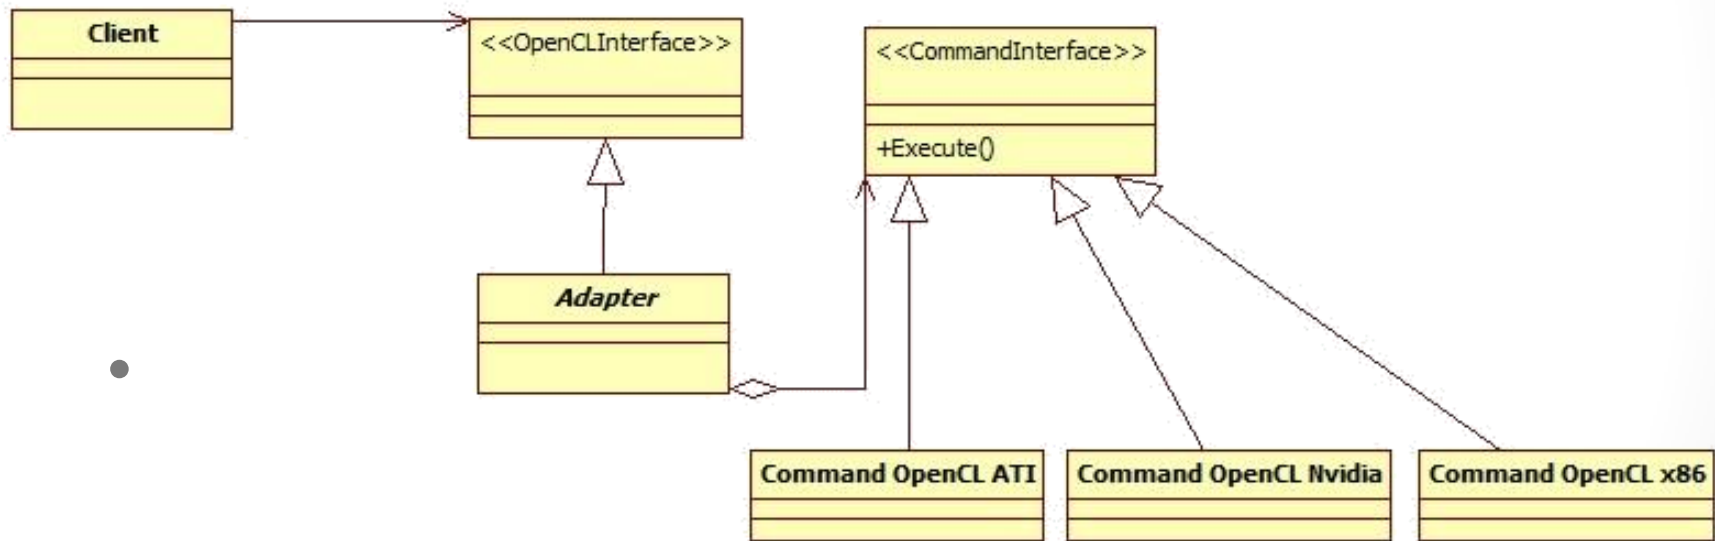 Client
<<OpenCLInterface>>
<<CommandInterface>>
+Execute()
Adapter
Command OpenCL ATI
Command OpenCL Nvidia
Command OpenCL x86